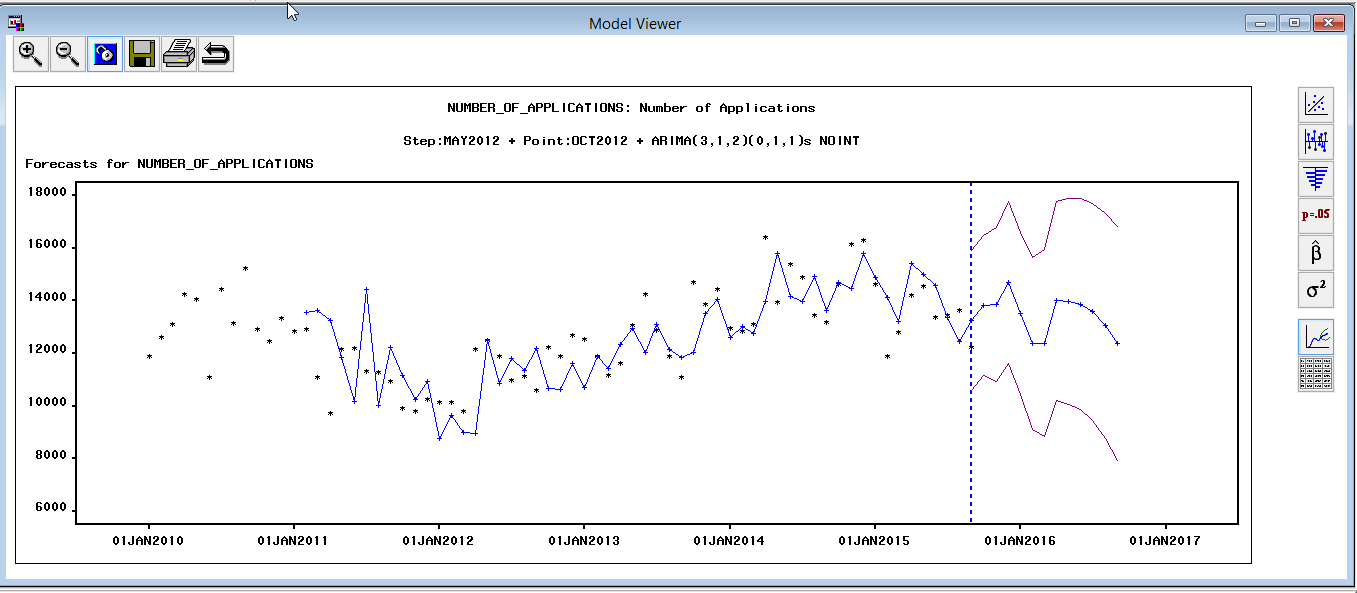 Model Viewer
NUMBER_OF_APPLICATIONS: Number of Applications
Step:MAY2012 + Point:OCT2012 + ARIMA(3,1,2)(0,1,1)s NOINT
Forecasts for NUMBER_OF_APPLICATIONS
18000
16000
14000
12000
10000
8000
6000
01JAN2010 01JAN2011 01JAN2012 01JAN2013 01JAN2014 01JAN2015 01JAN2016 01JAN2017
p=.05
β̂
σ²